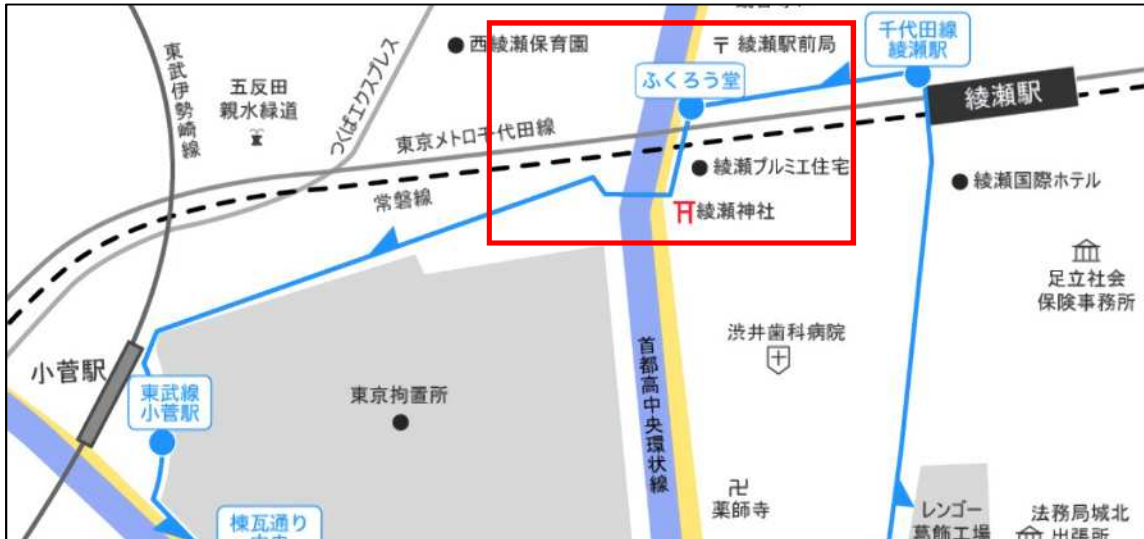 千代田線
綾瀬駅
西綾瀬保育園
〒 綾瀬駅前局
ふくろう堂
綾瀬駅
東武伊勢崎線
五反田
親水緑道
つくばエクスプレス
東京メトロ千代田線
常磐線
綾瀬プルミエ住宅
綾瀬国際ホテル
綾瀬神社
足立社会
保険事務所
渋井歯科病院
首都高中央環状線
小菅駅
東武線
小菅駅
東京拘置所
卍
薬師寺
レンゴー
葛飾工場
法務局城北
出張所
棟瓦通り
中央